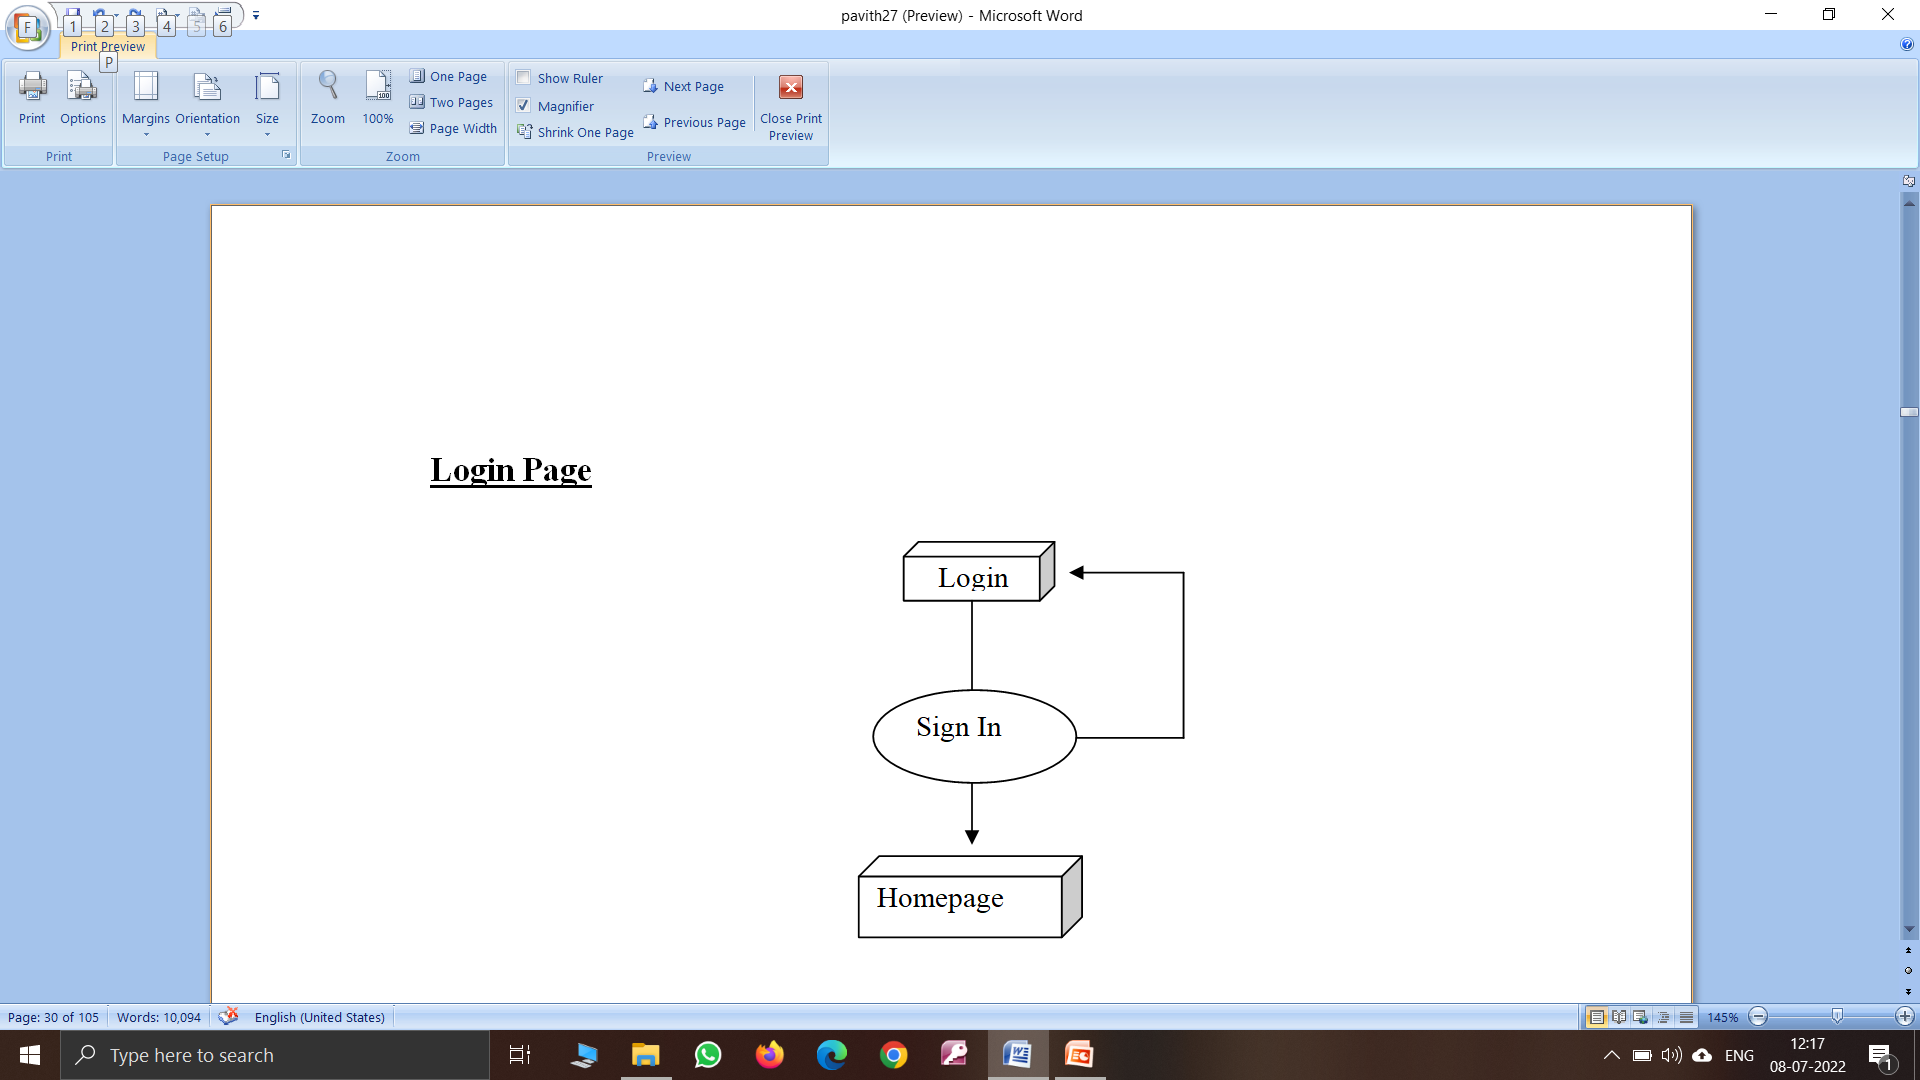 pavith27 (Preview) - Microsoft Word
F
1 2 3 4 5 6
Print Preview
P
Print
Options
Margins
Orientation
Size
Zoom
100%
One Page
Two Pages
Page Width
Show Ruler
Magnifier
Shrink One Page
Next Page
Previous Page
Close Print
Preview
Print
Page Setup
Zoom
Preview
Login Page
Login
Sign In
Homepage
Page: 30 of 105
Words: 10,094
English (United States)
145%
Type here to search
ENG
12:17
08-07-2022
1